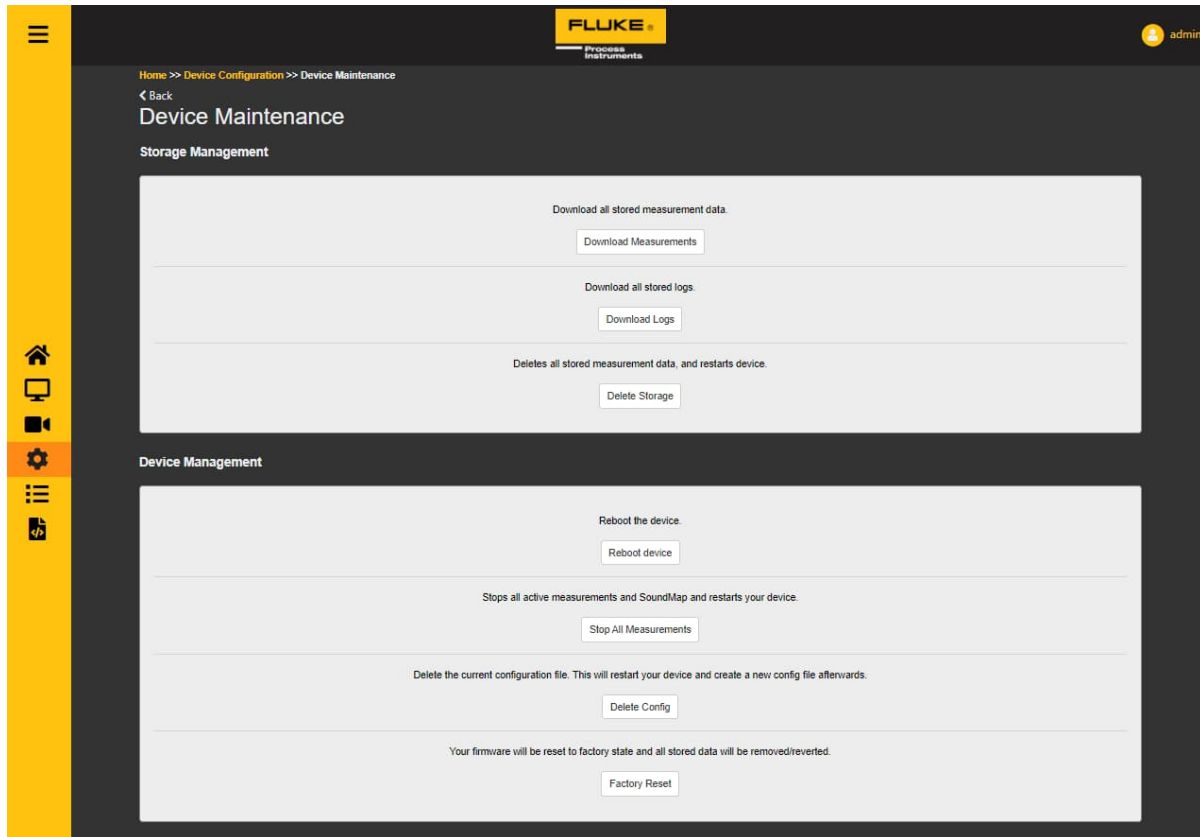 FLUKE ®
Process
Instruments
admin
Home >> Device Configuration >> Device Maintenance
Back
Device Maintenance
Storage Management
Download all stored measurement data.
Download Measurements
Download all stored logs.
Download Logs
Deletes all stored measurement data, and restarts device.
Delete Storage
Device Management
Reboot the device.
Reboot device
Stops all active measurements and SoundMap and restarts your device.
Stop All Measurements
Delete the current configuration file. This will restart your device and create a new config file afterwards.
Delete Config
Your firmware will be reset to factory state and all stored data will be removed/reverted.
Factory Reset